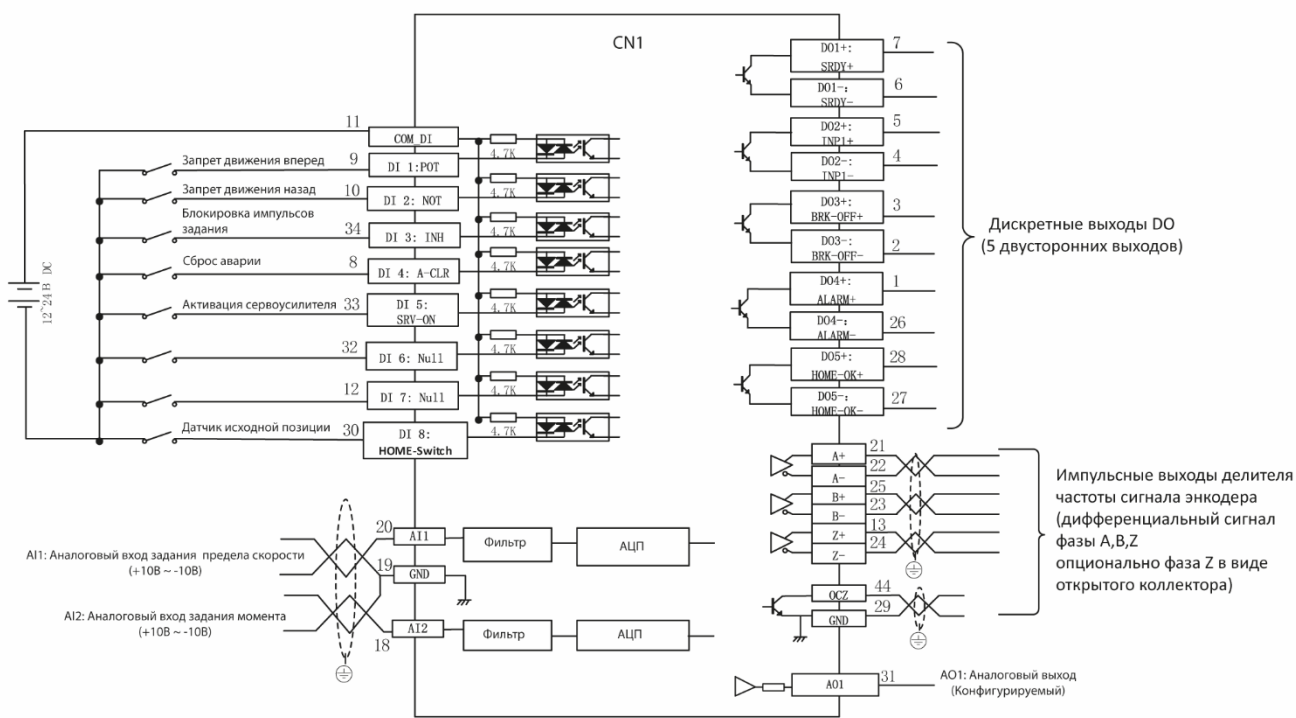 CN1
11
COM_DI
4.7K
Запрет движения вперед
9
DI 1:POT
Запрет движения назад
10
DI 2: NOT
4.7K
Блокировка импульсов
задания
34
DI 3: INH
4.7K
Сброс аварии
8
DI 4: A-CLR
4.7K
12~24 В DC
Активация сервоусилителя
33
DI 5:
SRV-ON
4.7K
32
DI 6: Null
4.7K
12
DI 7: Null
4.7K
Датчик исходной позиции
30
DI 8:
HOME-Switch
4.7K
DO1+:
SRDY+
7
DO1-:
SRDY-
6
DO2+:
INP1+
5
DO2-:
INP1-
4
DO3+:
BRK-OFF+
3
DO3-:
BRK-OFF-
2
DO4+:
ALARM+
1
DO4-:
ALARM-
26
DO5+:
HOME-OK+
28
DO5-:
HOME-OK-
27
Дискретные выходы DO
(5 двусторонних выходов)
A+
21
A-
22
B+
25
B-
23
Z+
13
Z-
24
OCZ
44
GND
29
Импульсные выходы делителя
частоты сигнала энкодера
(дифференциальный сигнал
фазы A,B,Z
опционально фаза Z в виде
открытого коллектора)
AI1: Аналоговый вход задания предела скорости
(+10В ~ -10В)
20
AI1
Фильтр
АЦП
19
GND
AI2: Аналоговый вход задания момента
(+10В ~ -10В)
18
AI2
Фильтр
АЦП
AO1
31
AO1: Аналоговый выход
(Конфигурируемый)